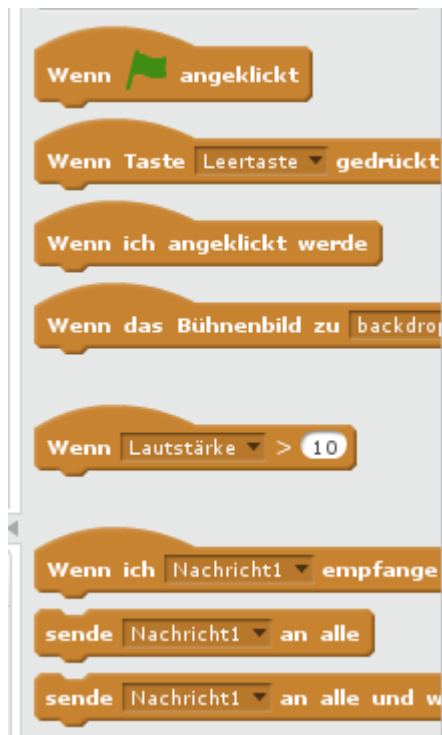 Wenn angeklickt
Wenn Taste Leertaste gedrückt
Wenn ich angeklickt werde
Wenn das Bühnenbild zu backdrop
Wenn Lautstärke > 10
Wenn ich Nachricht1 empfange
sende Nachricht1 an alle
sende Nachricht1 an alle und